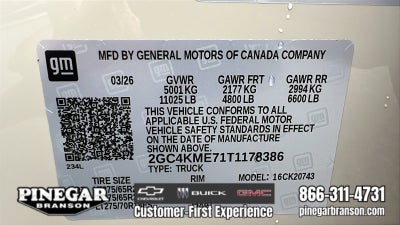 gm
MFD BY GENERAL MOTORS OF CANADA COMPANY
03/26 GVWR GAWR FRT GAWR RR
5001 KG 2177 KG 2994 KG
11025 LB 4800 LB 6600 LB
THIS VEHICLE CONFORMS TO ALL
APPLICABLE U.S. FEDERAL MOTOR
VEHICLE SAFETY STANDARDS IN EFFECT
ON THE DATE OF MANUFACTURE
SHOWN ABOVE.
234L
2GC4KME71T1178386
TYPE: TRUCK MODEL: 16CK20743
TIRE SIZE RIM
PINEGAR
BRANSON
CHEVROLET BUICK GMC
Customer-First Experience
866-311-4731
pinegarbranson.com